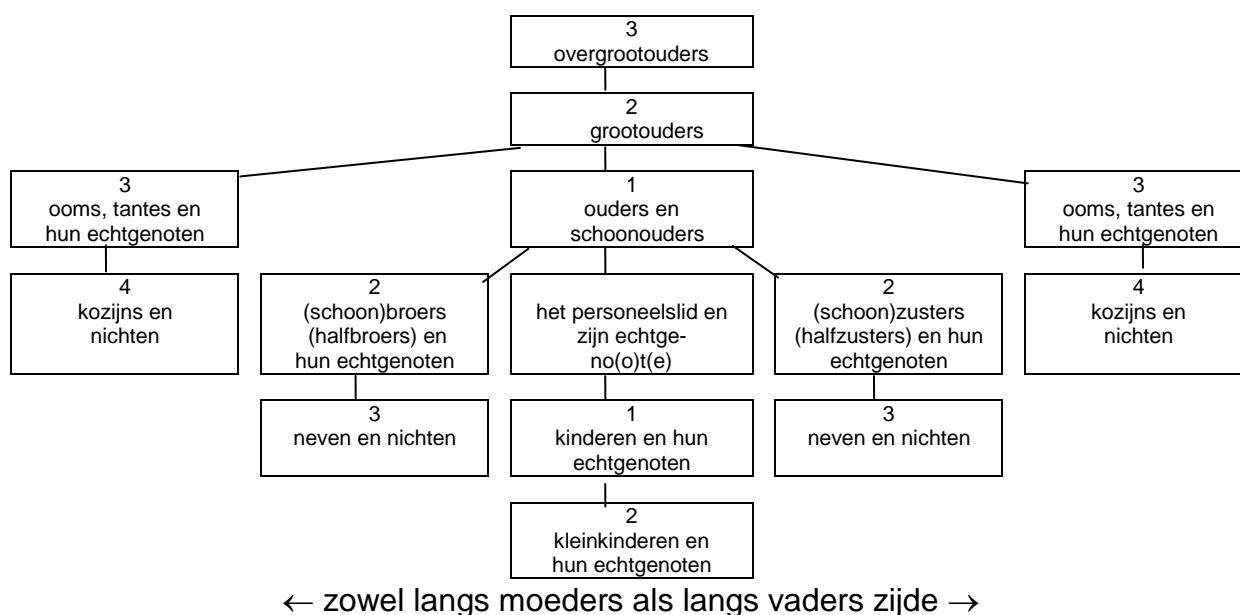 3
overgrootouders
2
grootouders
3
ooms, tantes en
hun echtgenoten
1
ouders en
schoonouders
3
ooms, tantes en
hun echtgenoten
4
kozijns en
nichten
2
(schoon)broers
(halfbroers) en
hun echtgenoten
het personeelslid en
zijn echtge-
no(o)t(e)
2
(schoon)zusters
(halfzusters) en hun
echtgenoten
4
kozijns en
nichten
3
neven en nichten
1
kinderen en hun
echtgenoten
3
neven en nichten
2
kleinkinderen en
hun echtgenoten
← zowel langs moeders als langs vaders zijde →